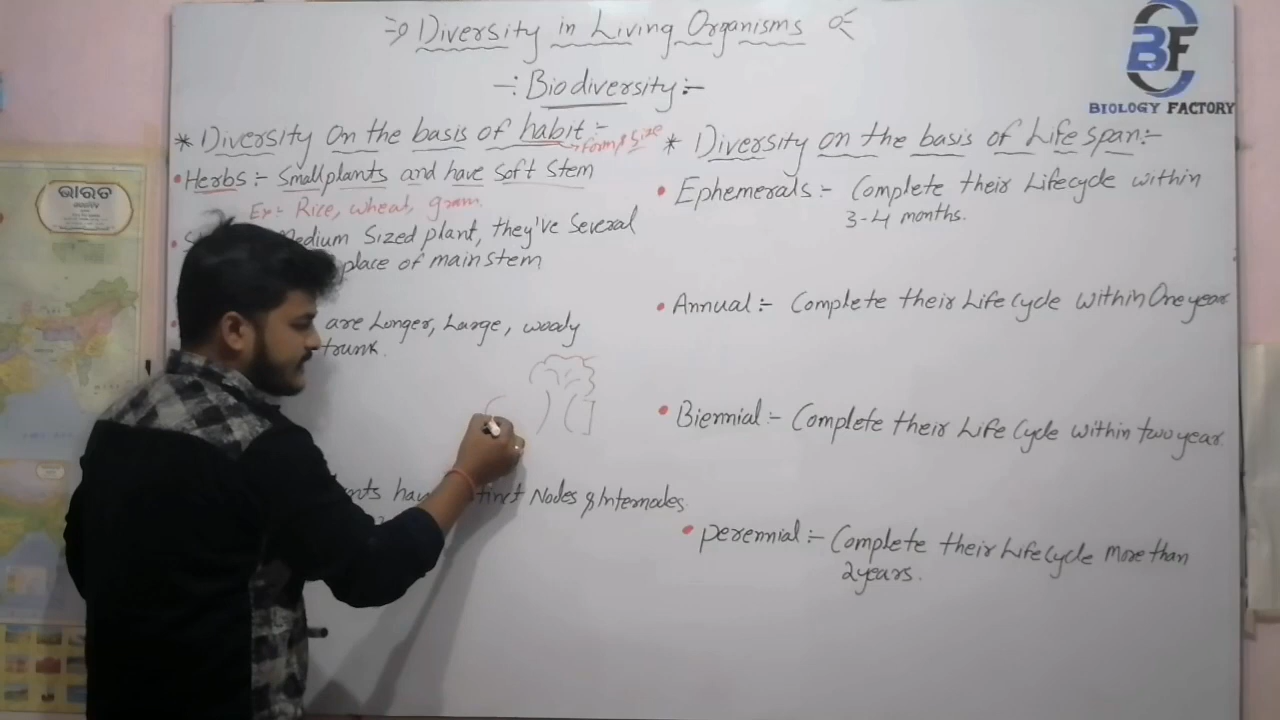 Diversity in Living Organisms
-: Biodiversity :-
* Diversity On the basis of habit :-
form & size
• Herbs :- Small plants and have soft stem
Ex:- Rice, wheat, gram.
Medium Sized plant, they've Several
place of main stem
are Longer, Large, woody
trunk.
Nodes & Internodes.
* Diversity on the basis of Life span :-
• Ephemerals :- Complete their Lifecycle within
3-4 months.
• Annual :- Complete their Life Cycle within One year
• Biennial :- Complete their Life Cycle within two year.
• Perennial :- Complete their Life Cycle More than
2 years.
BF
BIOLOGY FACTORY
ଭାରତ